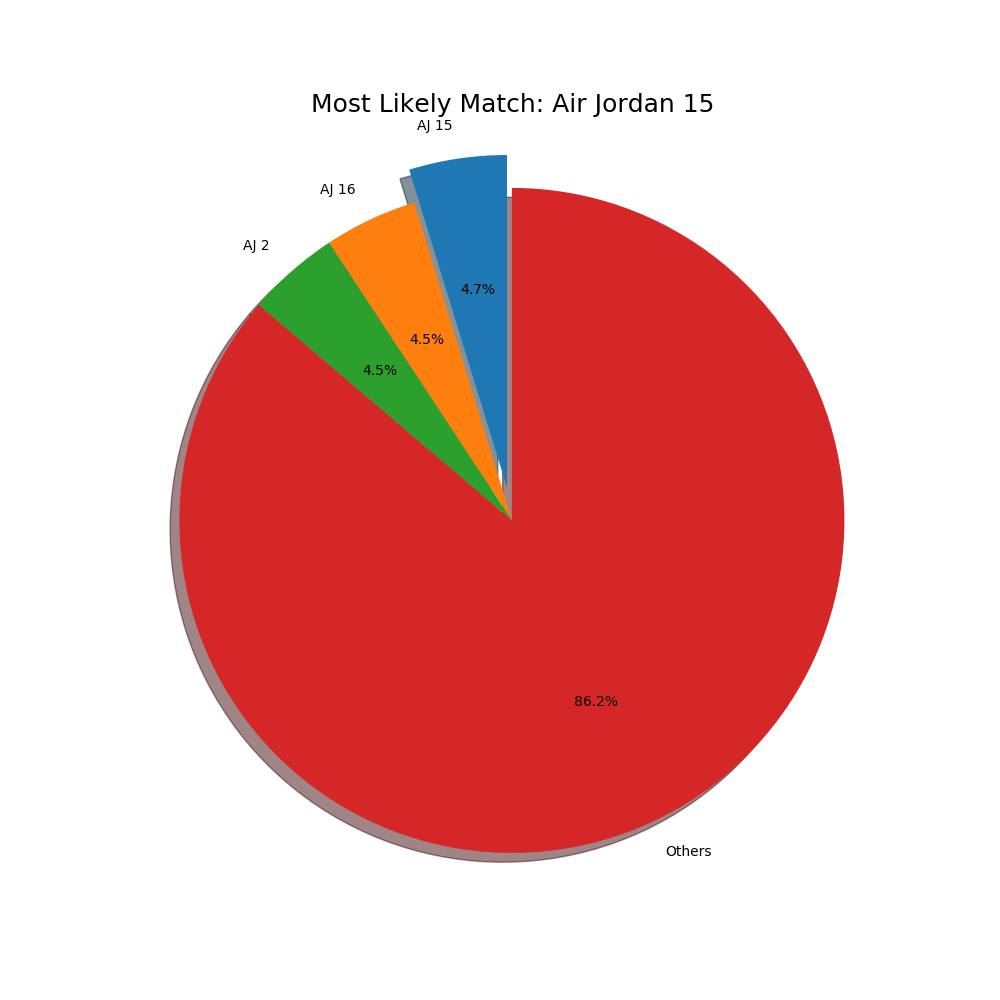 Most Likely Match: Air Jordan 15
AJ 15
AJ 16
AJ 2
4.7%
4.5%
4.5%
86.2%
Others